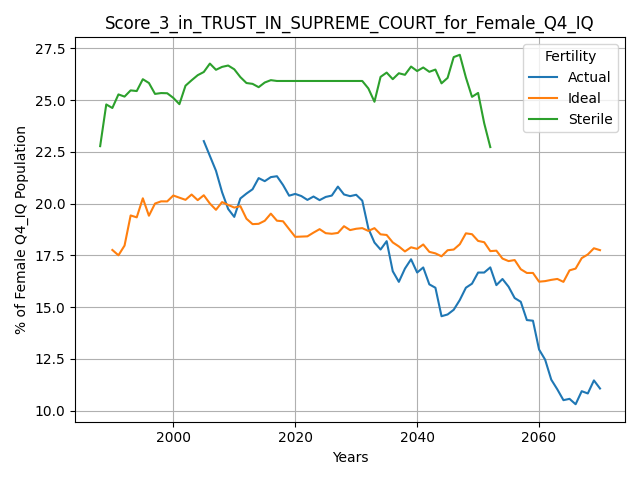 Score_3_in_TRUST_IN_SUPREME_COURT_for_Female_Q4_IQ
% of Female Q4_IQ Population
27.5
25.0
22.5
20.0
17.5
15.0
12.5
10.0
Fertility
Actual
Ideal
Sterile
2000
2020
2040
2060
Years